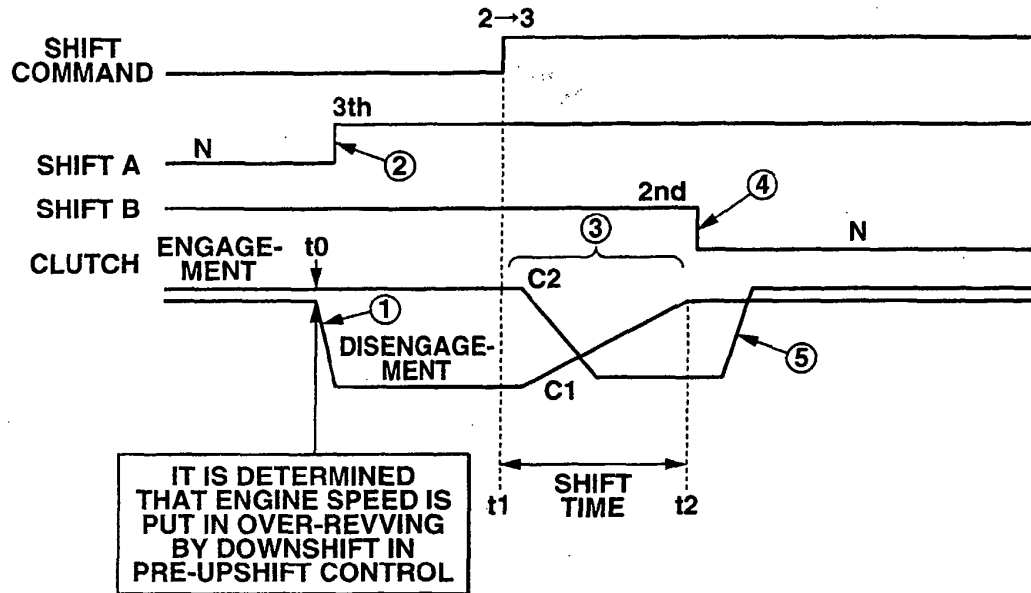 2→3
SHIFT
COMMAND
3th
N
②
SHIFT A
2nd
④
SHIFT B
③
N
ENGAGE-
MENT
t0
CLUTCH
C2
①
DISENGAGE-
MENT
⑤
C1
IT IS DETERMINED
THAT ENGINE SPEED IS
PUT IN OVER-REVVING
BY DOWNSHIFT IN
PRE-UPSHIFT CONTROL
t1
SHIFT
TIME
t2